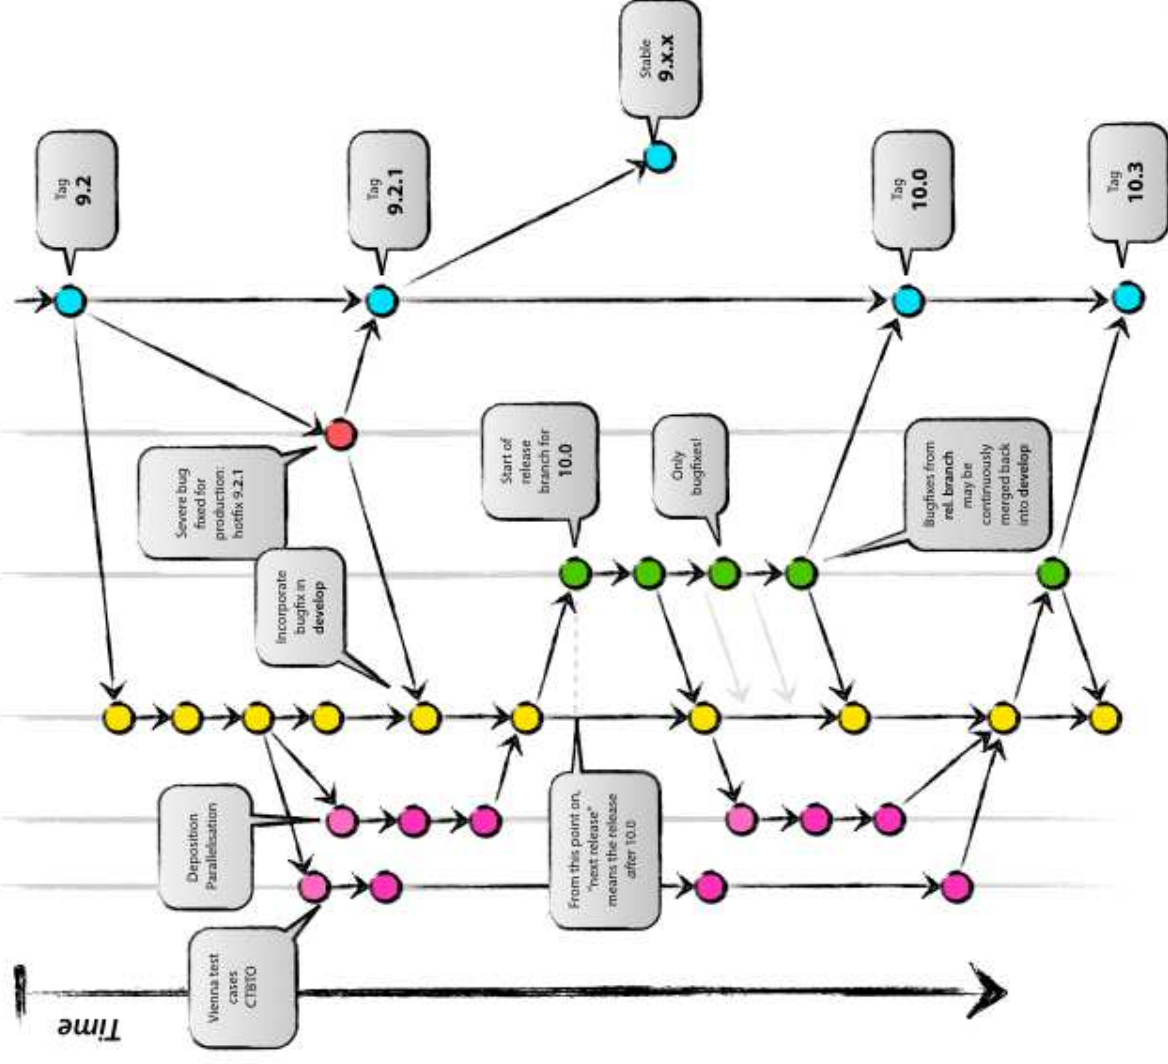 Stable
9.x.x
Tag
9.2
Tag
9.2.1
Tag
10.0
Tag
10.3
Severe bug
fixed for
production:
hotfix 9.2.1
Start of
release
branch for
10.0
Only
bugfixes!
Bugfixes from
rel. branch
may be
continuously
merged back
into develop
Incorporate
bugfix in
develop
Deposition
Parallelisation
From this point on,
"next release"
means the release
after 10.0
Vienna test
cases
CTBTO
Time